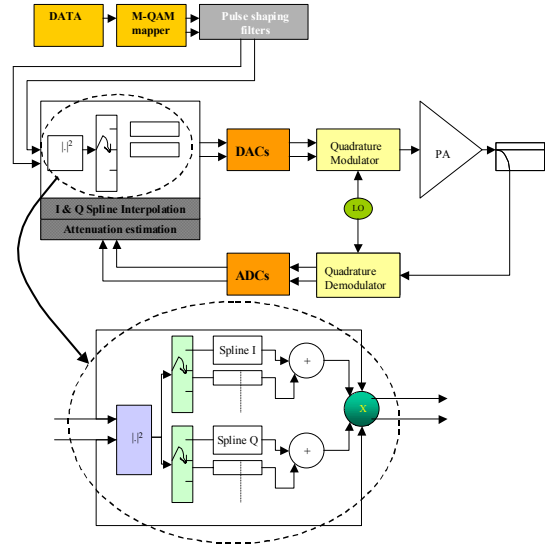 DATA
M-QAM
mapper
Pulse shaping
filters
|.|²
DACs
Quadrature
Modulator
PA
I & Q Spline Interpolation
Attenuation estimation
LO
ADCs
Quadrature
Demodulator
Spline I
+
|.|²
X
Spline Q
+